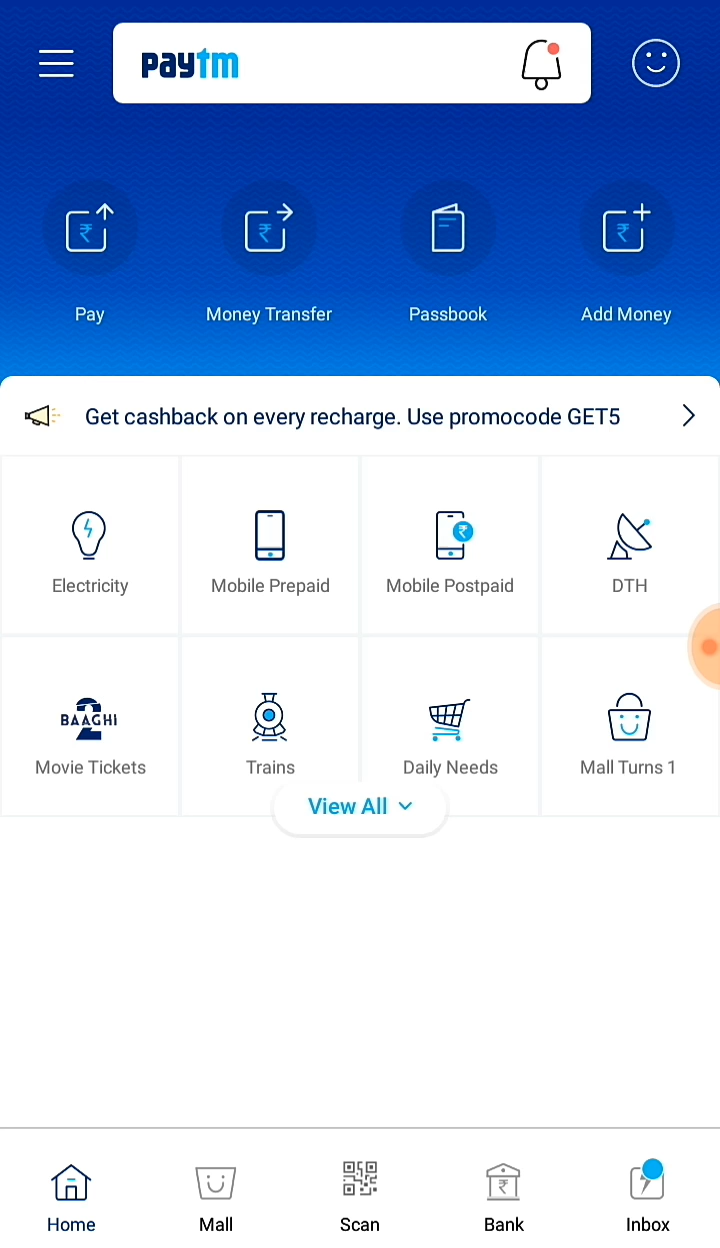 paytm
Pay
Money Transfer
Passbook
Add Money
Get cashback on every recharge. Use promocode GET5
Electricity
Mobile Prepaid
Mobile Postpaid
DTH
BAAGHI
2
Movie Tickets
Trains
Daily Needs
Mall Turns 1
View All
Home
Mall
Scan
Bank
Inbox